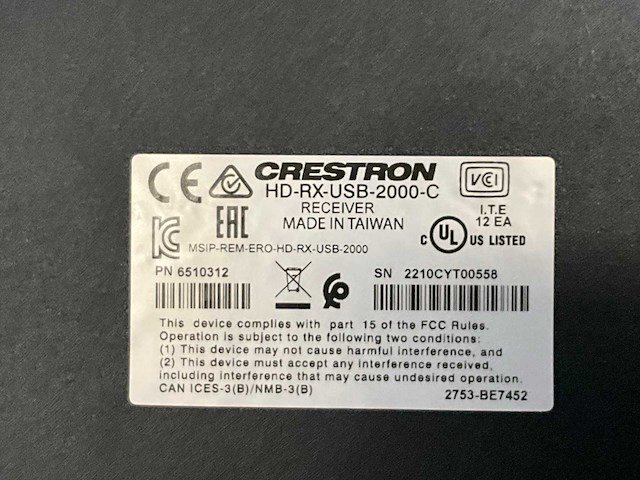 CE CRESTRON VCCI
HD-RX-USB-2000-C
RECEIVER
I.T.E
EAC MADE IN TAIWAN
12 EA
MSIP-REM-ERO-HD-RX-USB-2000
C UL US LISTED
PN 6510312
SN 2210CYT00558
This device complies with part 15 of the FCC Rules.
Operation is subject to the following two conditions:
(1) This device may not cause harmful interference, and
(2) This device must accept any interference received,
including interference that may cause undesired operation.
CAN ICES-3(B)/NMB-3(B)
2753-BE7452